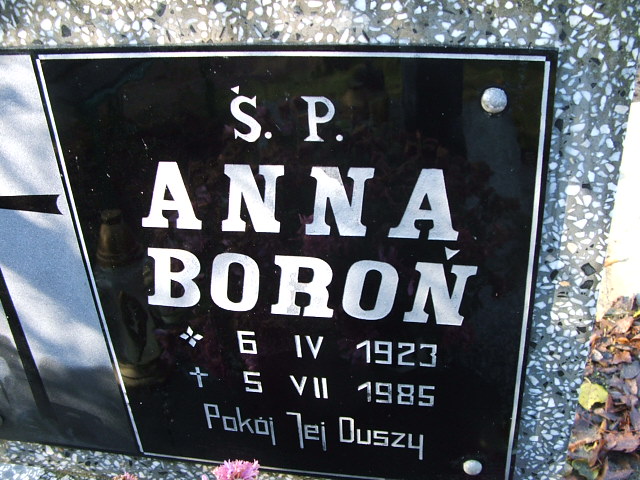 Ś. P.
ANNA
BOROŃ
6 IV 1923
✝ 5 VII 1985
Pokój Jej Duszy